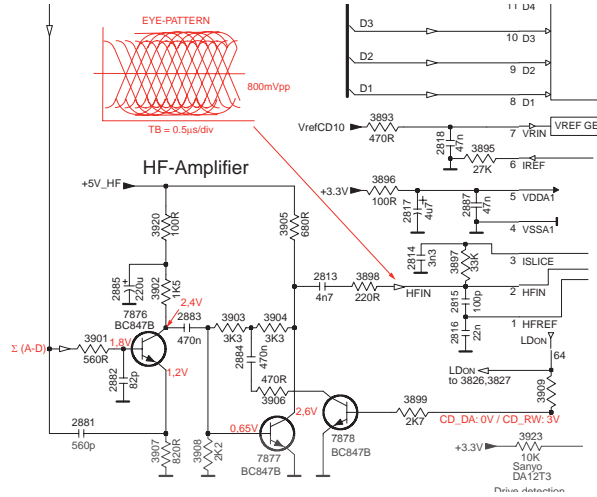 EYE-PATTERN
800mVpp
TB = 0.5µs/div
HF-Amplifier
+5V_HF
3920
100R
3905
680R
2885
220u
3902
1K5
2,4V
7876
BC847B
2883
470n
3903
3K3
3904
3K3
2884
470n
470R
3906
Σ (A-D)
3901
560R
1,8V
2882
82p
1,2V
2881
560p
3907
820R
3908
2K2
0,65V
7877
BC847B
2,6V
7878
BC847B
3899
2K7
CD_DA: 0V / CD_RW: 3V
2813
4n7
3898
220R
HFIN
11 D4
D3
10 D3
D2
9 D2
D1
8 D1
VrefCD10
3893
470R
2818
47n
7 VRIN
VREF GE
3895
27K
6 IREF
+3.3V
3896
100R
2817
4u7
2887
47n
5 VDDA1
4 VSSA1
2814
3n3
3897
33K
3 ISLICE
2 HFIN
2815
100p
2816
22n
1 HFREF
LDON
64
LDON
to 3826,3827
3909
+3.3V
3923
10K
Sanyo
DA12T3
Drive detection